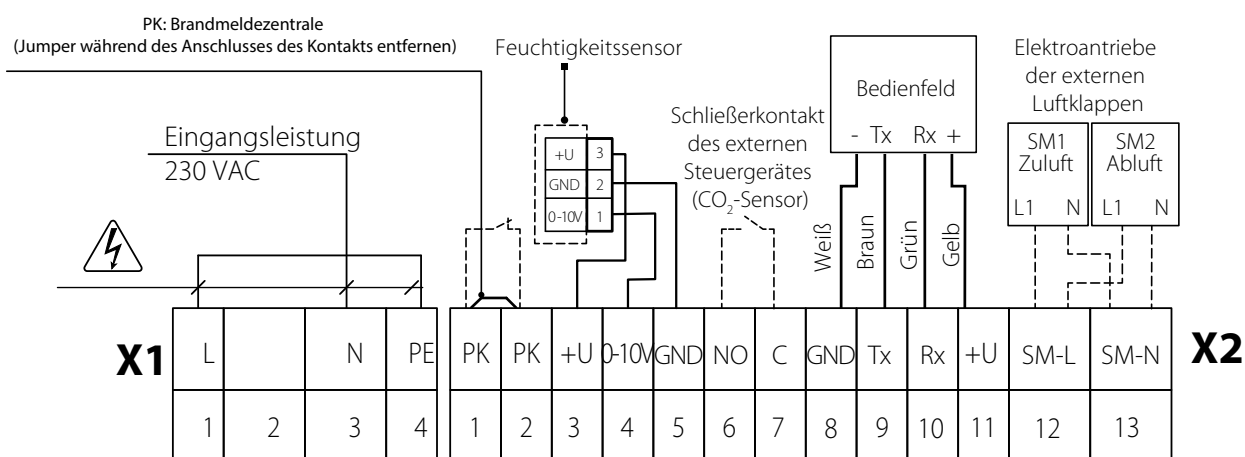 PK: Brandmeldezentrale
(Jumper während des Anschlusses des Kontakts entfernen)
Feuchtigkeitssensor
Eingangsleistung
230 VAC
+U 3
GND 2
0-10V 1
Schließerkontakt
des externen
Steuergerätes
(CO₂-Sensor)
Bedienfeld
- Tx Rx +
Weiß
Braun
Grün
Gelb
Elektroantriebe
der externen
Luftklappen
SM1
Zuluft
L1 N
SM2
Abluft
L1 N
X1
L N PE
1 2 3 4
PK PK +U 0-10V GND NO C GND Tx Rx +U SM-L SM-N
1 2 3 4 5 6 7 8 9 10 11 12 13
X2